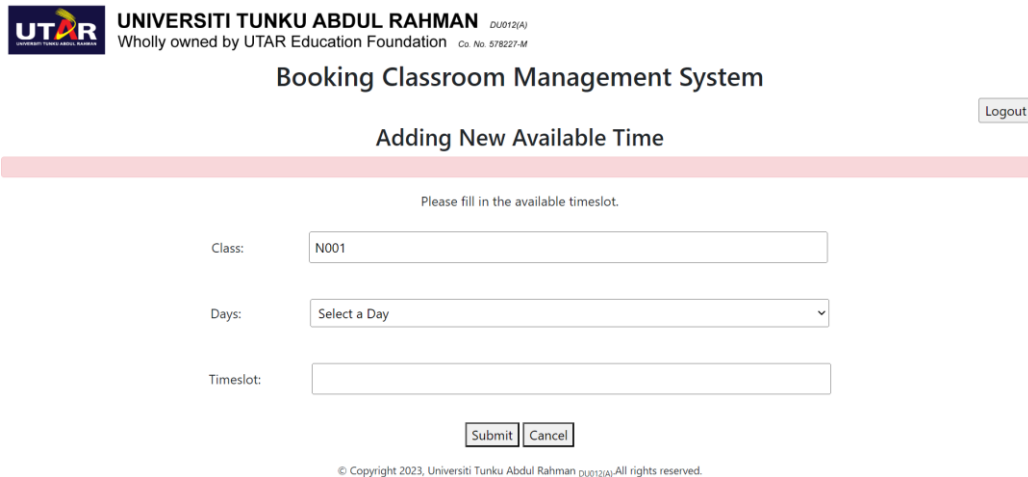 UTAR
UNIVERSITI TUNKU ABDUL RAHMAN
UNIVERSITI TUNKU ABDUL RAHMAN DU012(A)
Wholly owned by UTAR Education Foundation Co. No. 578227-M
Booking Classroom Management System
Logout
Adding New Available Time
Please fill in the available timeslot.
Class: N001
Days: Select a Day
Timeslot:
Submit Cancel
© Copyright 2023, Universiti Tunku Abdul Rahman DU012(A).All rights reserved.